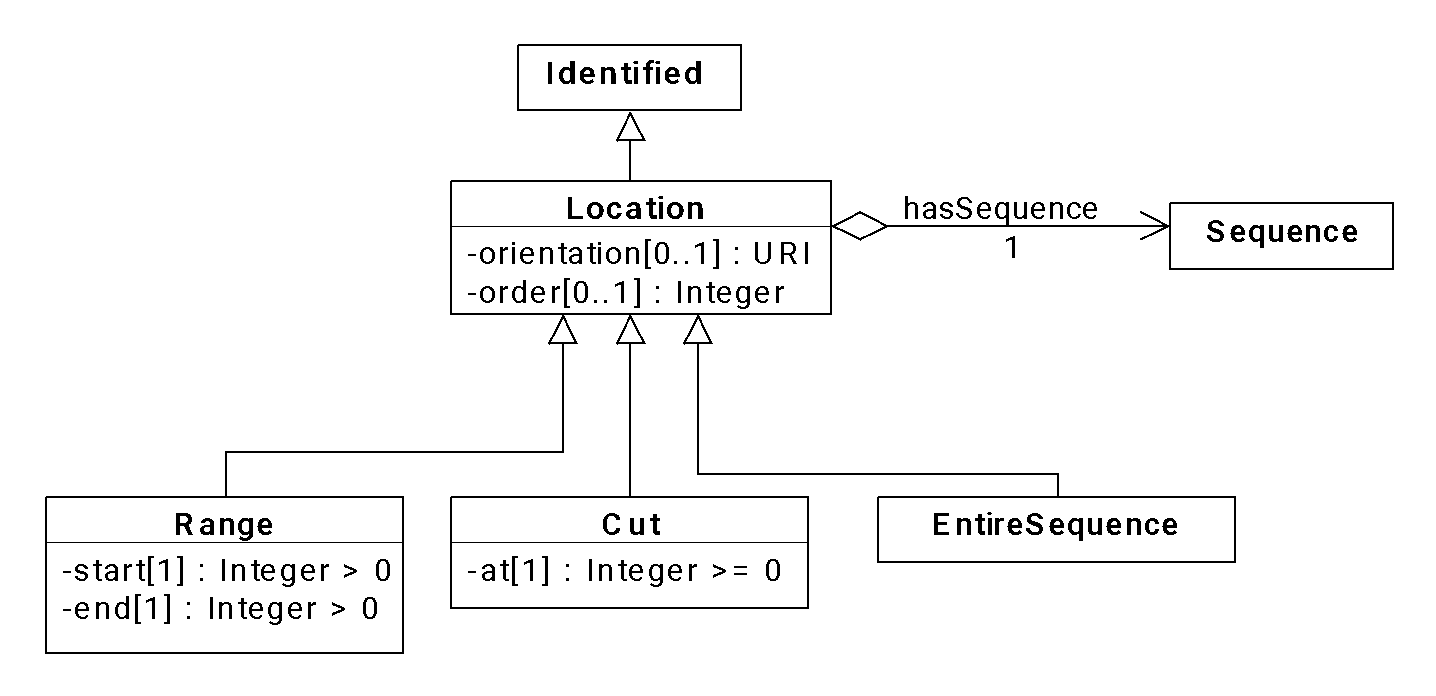 Identified
Location
-orientation[0..1] : URI
-order[0..1] : Integer
hasSequence
1
Sequence
Range
-start[1] : Integer > 0
-end[1] : Integer > 0
Cut
-at[1] : Integer >= 0
EntireSequence